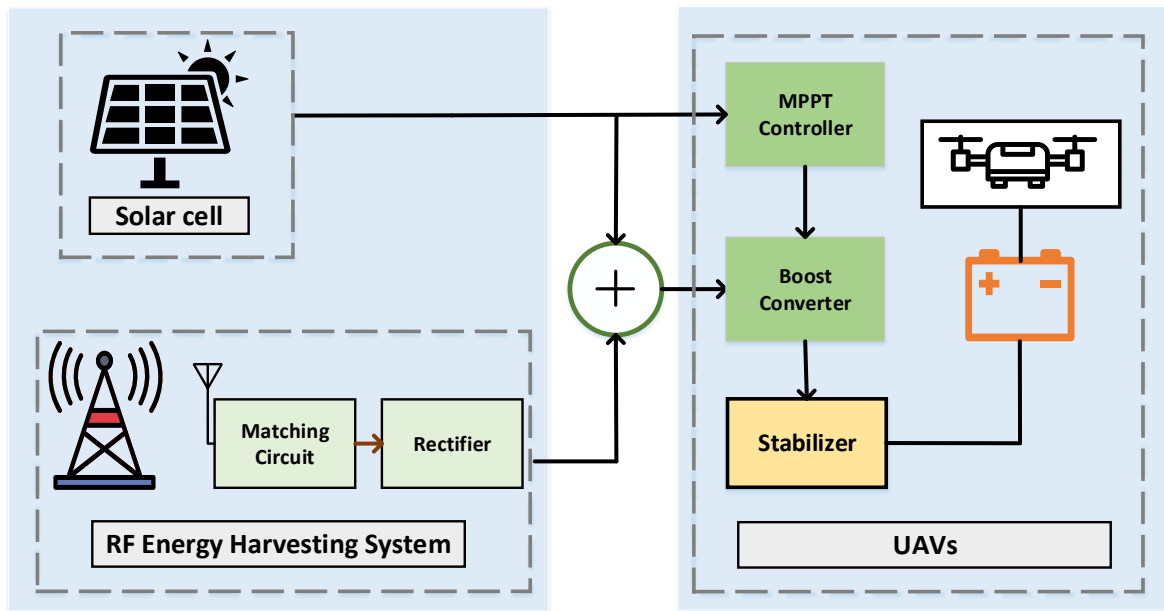 Solar cell
MPPT
Controller
Boost
Converter
Matching
Circuit
Rectifier
Stabilizer
RF Energy Harvesting System
UAVs